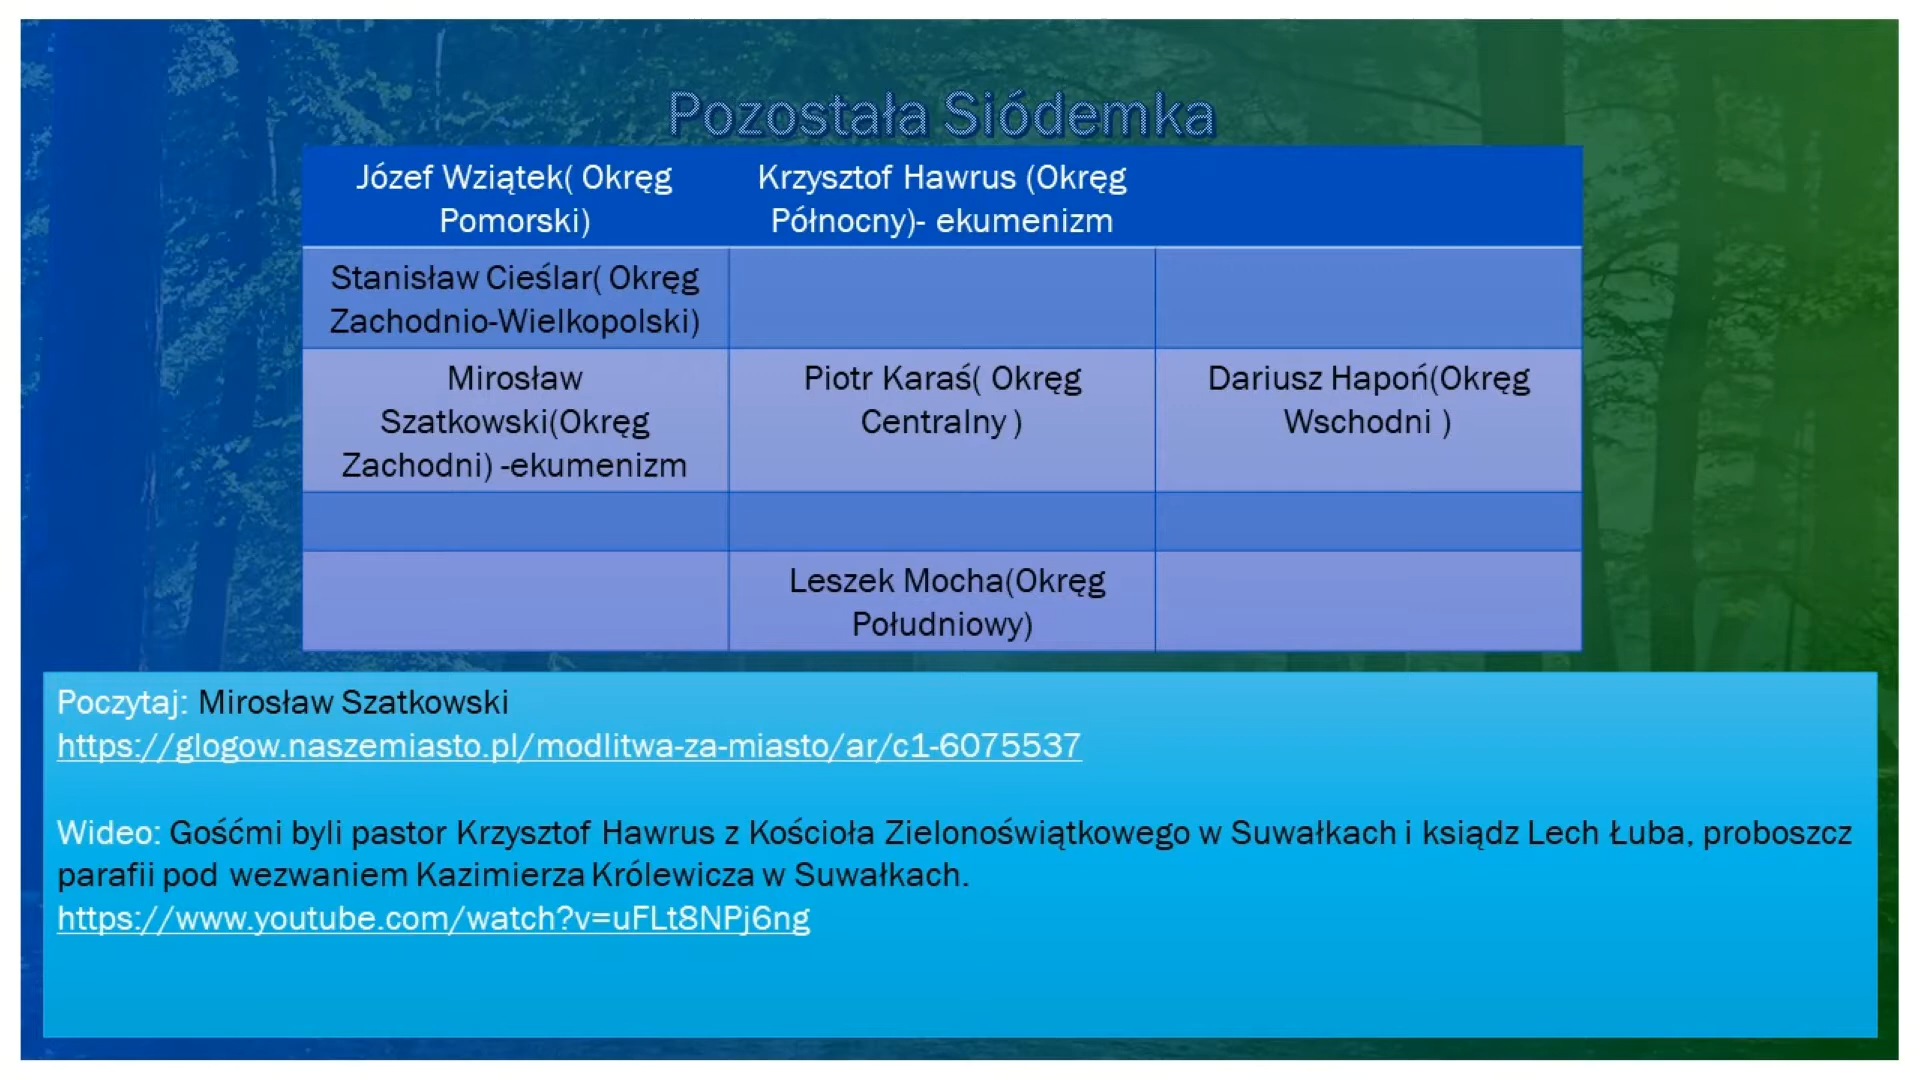 Pozostała Siódemka
Józef Wziątek( Okręg
Pomorski)
Krzysztof Hawrus (Okręg
Północny)- ekumenizm
Stanisław Cieślar( Okręg
Zachodnio-Wielkopolski)
Mirosław
Szatkowski(Okręg
Zachodni) -ekumenizm
Piotr Karaś( Okręg
Centralny )
Dariusz Hapoń(Okręg
Wschodni )
Leszek Mocha(Okręg
Południowy)
Poczytaj: Mirosław Szatkowski
https://glogow.naszemiasto.pl/modlitwa-za-miasto/ar/c1-6075537
Wideo: Gośćmi byli pastor Krzysztof Hawrus z Kościoła Zielonoświątkowego w Suwałkach i ksiądz Lech Łuba, proboszcz
parafii pod wezwaniem Kazimierza Królewicza w Suwałkach.
https://www.youtube.com/watch?v=uFLt8NPj6ng